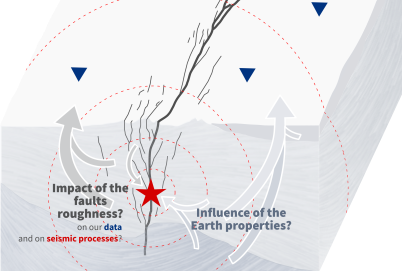 Impact of the
faults
roughness?
on our data
and on seismic processes?
Influence of the
Earth properties?